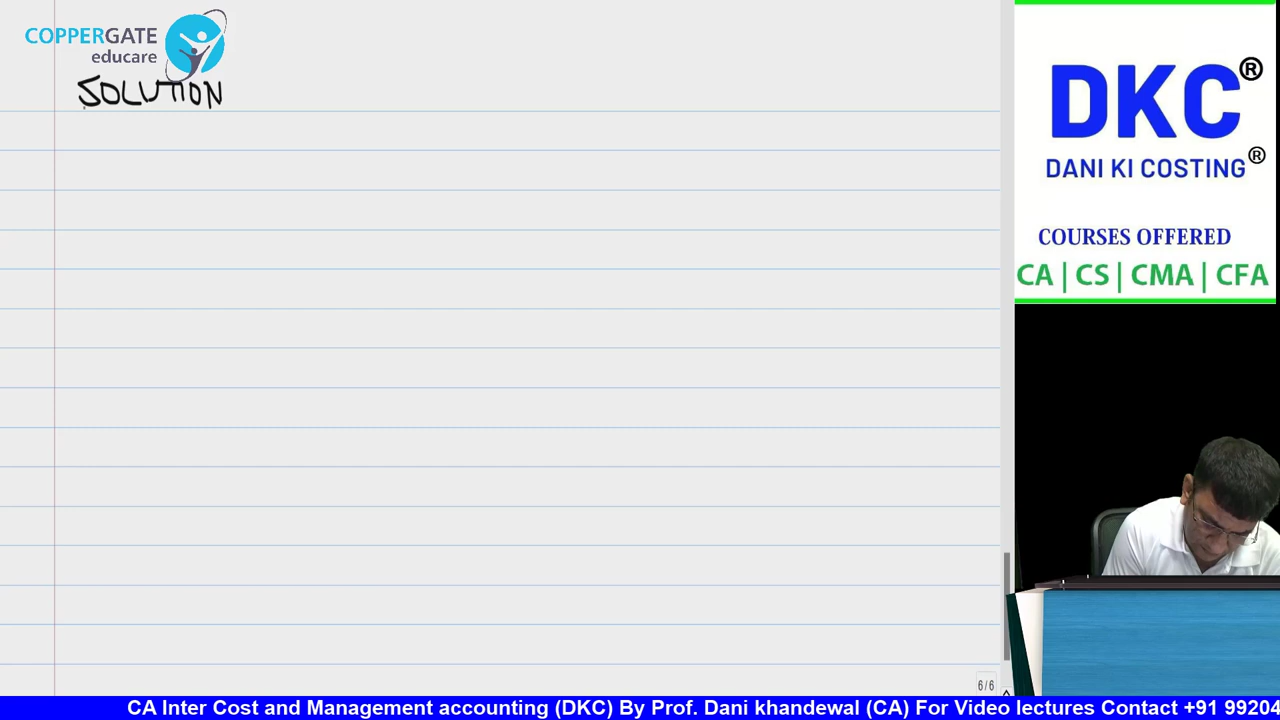 COPPERGATE
educare
SOLUTION
DKC®
DANI KI COSTING®
COURSES OFFERED
CA | CS | CMA | CFA
6/6
CA Inter Cost and Management accounting (DKC) By Prof. Dani khandewal (CA) For Video lectures Contact +91 99204